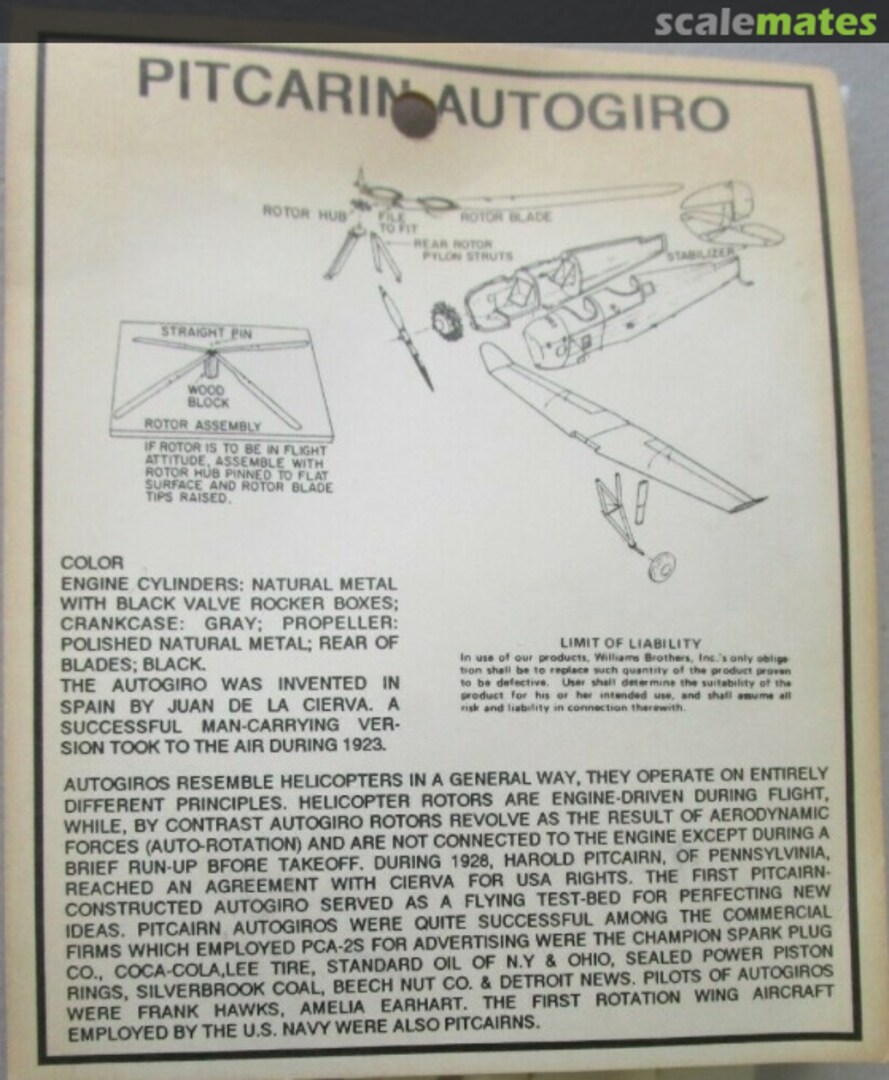 scalemates
PITCARIN AUTOGIRO
ROTOR HUB
FILE
TO FIT
ROTOR BLADE
REAR ROTOR
PYLON STRUTS
STABILIZER
STRAIGHT PIN
WOOD
BLOCK
ROTOR ASSEMBLY
IF ROTOR IS TO BE IN FLIGHT
ATTITUDE, ASSEMBLE WITH
ROTOR HUB PINNED TO FLAT
SURFACE AND ROTOR BLADE
TIPS RAISED.
COLOR
ENGINE CYLINDERS: NATURAL METAL
WITH BLACK VALVE ROCKER BOXES;
CRANKCASE: GRAY; PROPELLER:
POLISHED NATURAL METAL; REAR OF
BLADES; BLACK.
THE AUTOGIRO WAS INVENTED IN
SPAIN BY JUAN DE LA CIERVA. A
SUCCESSFUL MAN-CARRYING VER-
SION TOOK TO THE AIR DURING 1923.
LIMIT OF LIABILITY
In use of our products, Williams Brothers, Inc.'s only obliga-
tion shall be to replace such quantity of the product proven
to be defective. User shall determine the suitability of the
product for his or her intended use, and shall assume all
risk and liability in connection therewith.
AUTOGIROS RESEMBLE HELICOPTERS IN A GENERAL WAY, THEY OPERATE ON ENTIRELY
DIFFERENT PRINCIPLES. HELICOPTER ROTORS ARE ENGINE-DRIVEN DURING FLIGHT,
WHILE, BY CONTRAST AUTOGIRO ROTORS REVOLVE AS THE RESULT OF AERODYNAMIC
FORCES (AUTO-ROTATION) AND ARE NOT CONNECTED TO THE ENGINE EXCEPT DURING A
BRIEF RUN-UP BFORE TAKEOFF. DURING 1928, HAROLD PITCAIRN, OF PENNSYLVINIA,
REACHED AN AGREEMENT WITH CIERVA FOR USA RIGHTS. THE FIRST PITCAIRN-
CONSTRUCTED AUTOGIRO SERVED AS A FLYING TEST-BED FOR PERFECTING NEW
IDEAS. PITCAIRN AUTOGIROS WERE QUITE SUCCESSFUL AMONG THE COMMERCIAL
FIRMS WHICH EMPLOYED PCA-2S FOR ADVERTISING WERE THE CHAMPION SPARK PLUG
CO., COCA-COLA,LEE TIRE, STANDARD OIL OF N.Y & OHIO, SEALED POWER PISTON
RINGS, SILVERBROOK COAL, BEECH NUT CO. & DETROIT NEWS. PILOTS OF AUTOGIROS
WERE FRANK HAWKS, AMELIA EARHART. THE FIRST ROTATION WING AIRCRAFT
EMPLOYED BY THE U.S. NAVY WERE ALSO PITCAIRNS.